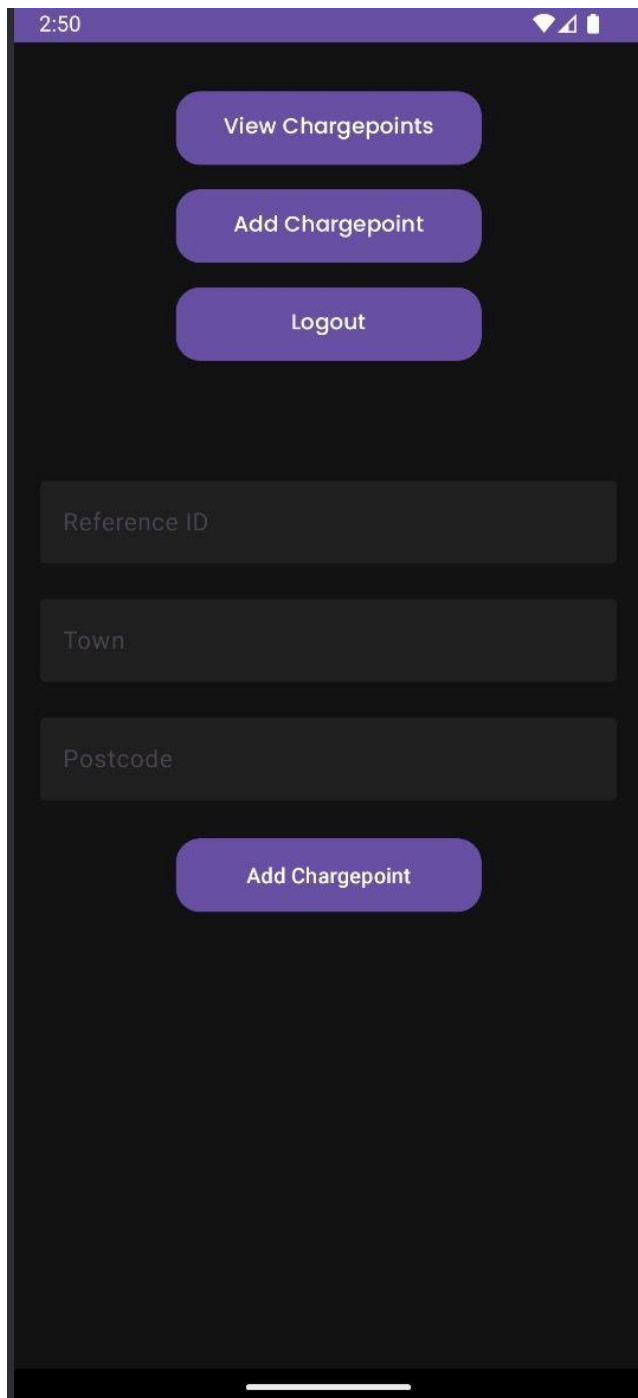 2:50
View Chargepoints
Add Chargepoint
Logout
Reference ID
Town
Postcode
Add Chargepoint